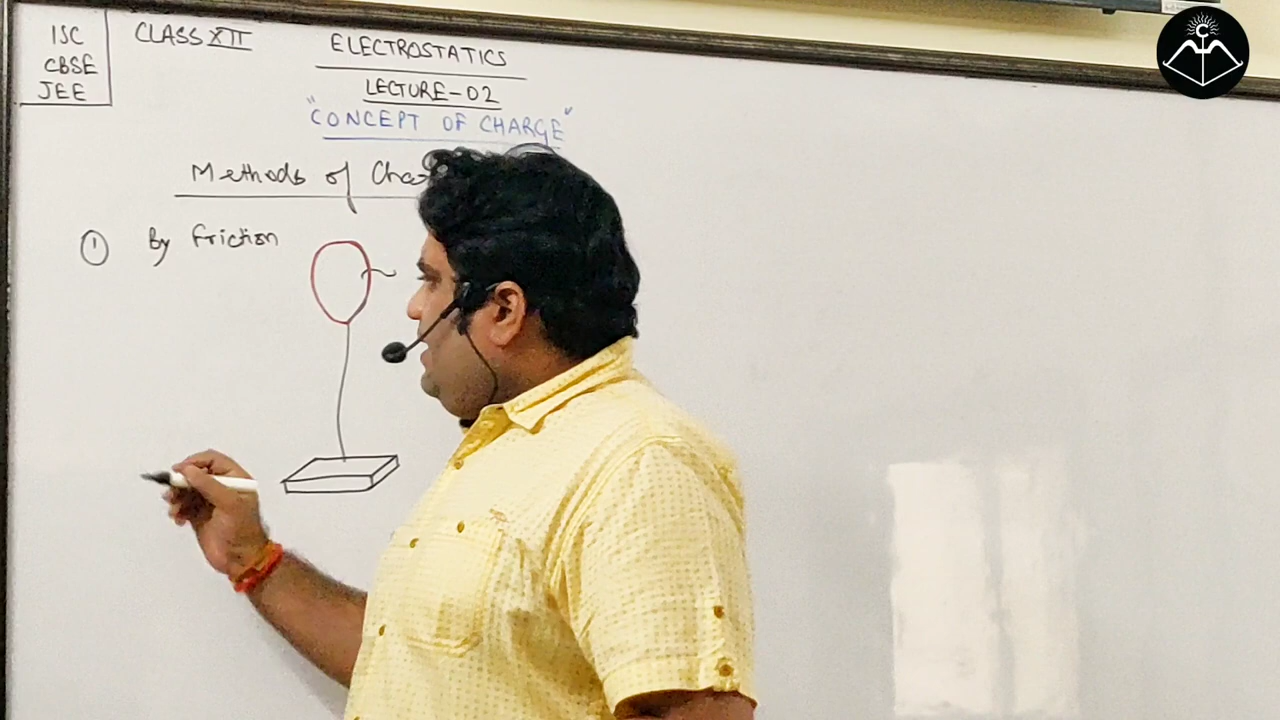 ISC
CBSE
JEE
CLASS XII
ELECTROSTATICS
LECTURE-02
"CONCEPT OF CHARGE"
Methods of
① By friction
C